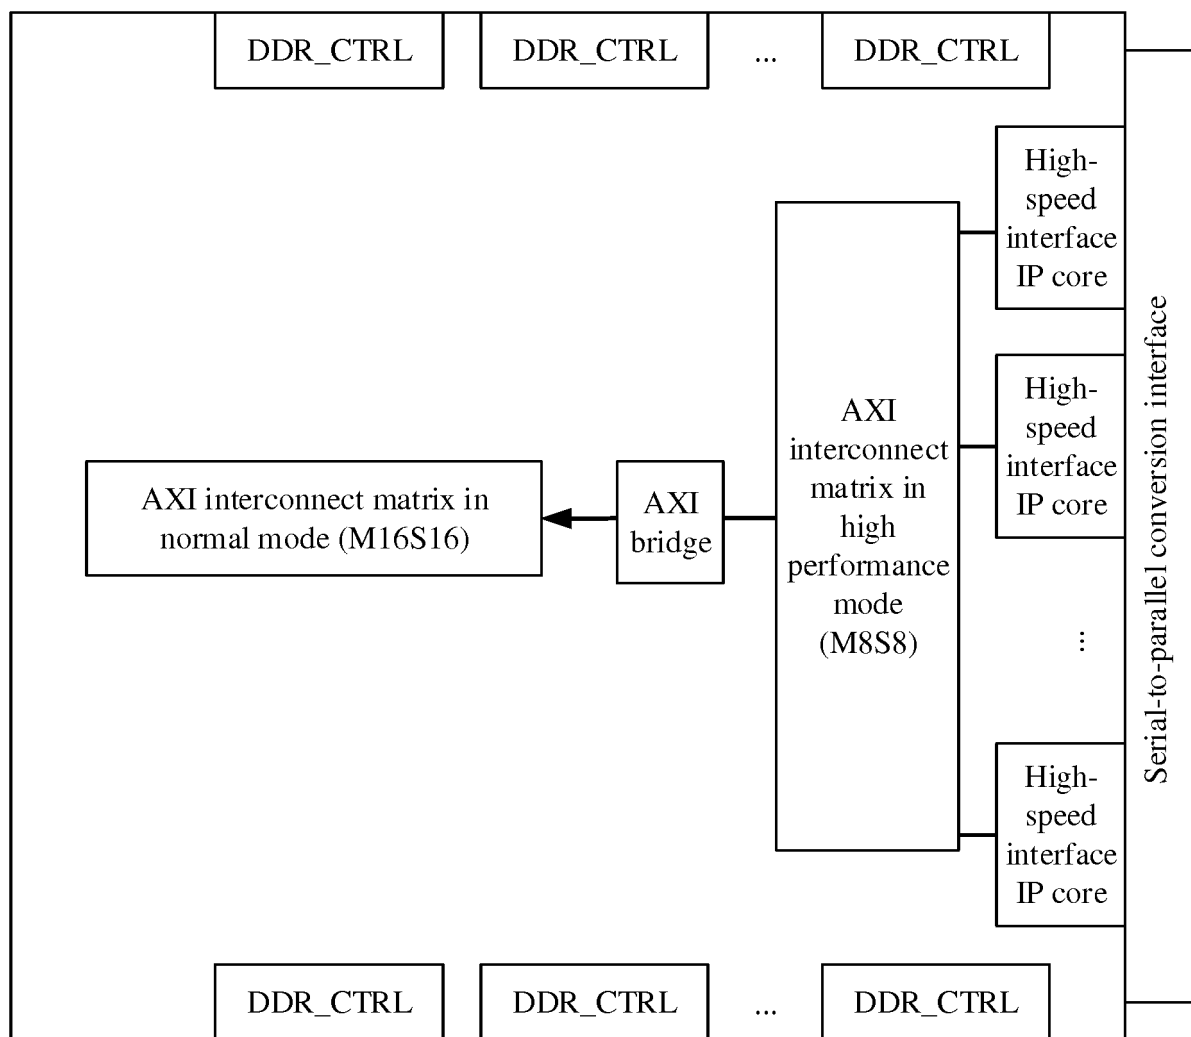 DDR_CTRL
DDR_CTRL
...
DDR_CTRL
High-
speed
interface
IP core
High-
speed
interface
IP core
...
High-
speed
interface
IP core
AXI
interconnect
matrix in
high
performance
mode
(M8S8)
AXI
bridge
AXI interconnect matrix in
normal mode (M16S16)
Serial-to-parallel conversion interface
DDR_CTRL
DDR_CTRL
...
DDR_CTRL